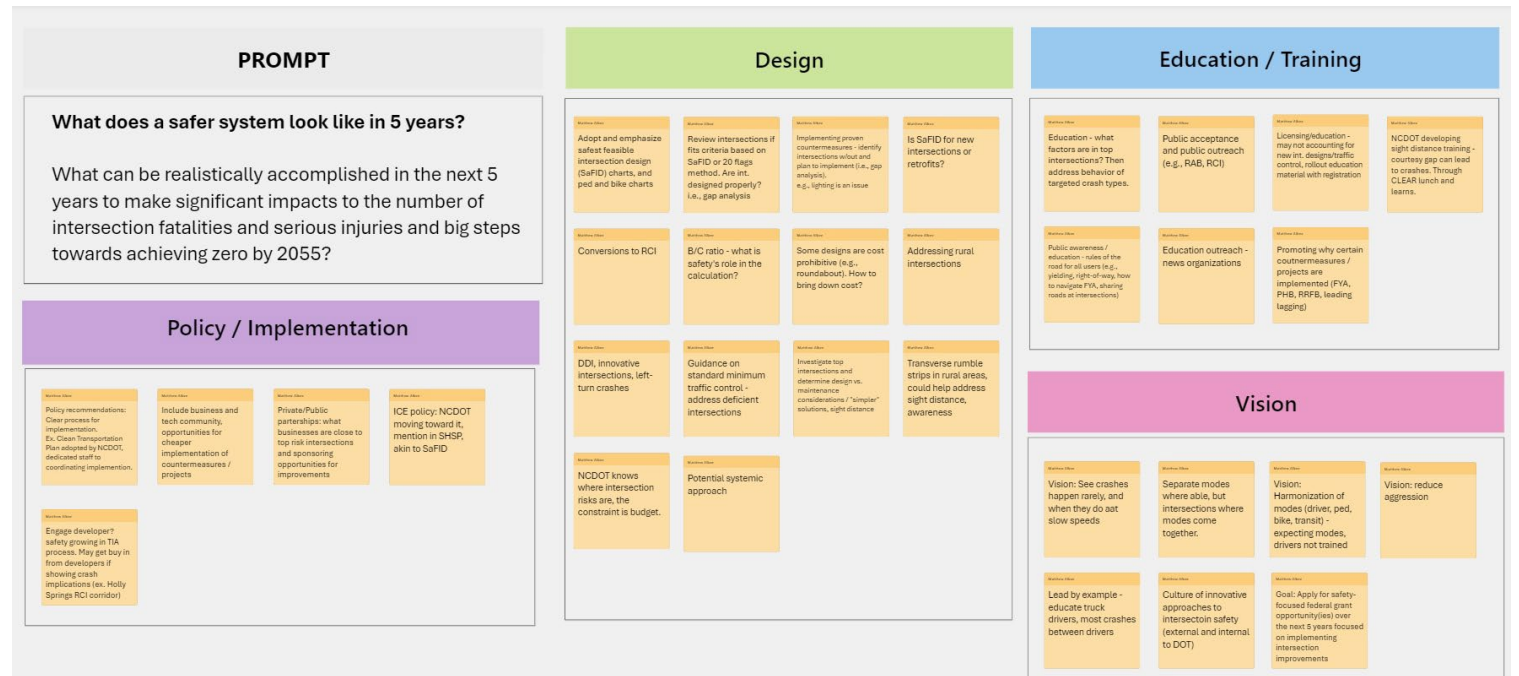 PROMPT
What does a safer system look like in 5 years?
What can be realistically accomplished in the next 5
years to make significant impacts to the number of
intersection fatalities and serious injuries and big steps
towards achieving zero by 2055?
Policy / Implementation
Policy recommendations:
Clear process for
implementation.
Ex. Clean Transportation
Plan adopted by NCDOT,
dedicated staff to
coordinating implemention.
Include business and
tech community,
opportunities for
cheaper
implementation of
countermeasures /
projects
Private/Public
parterships: what
businesses are close to
top risk intersections
and sponsoring
opportunities for
improvements
ICE policy: NCDOT
moving toward it,
mention in SHSP,
akin to SaFID
Engage developer?
safety growing in TIA
process. May get buy in
from developers if
showing crash
implications (ex. Holly
Springs RCI corridor)
Design
Adopt and emphasize
safest feasible
intersection design
(SaFID) charts, and
ped and bike charts
Review intersections if
fits criteria based on
SaFID or 20 flags
method. Are int.
designed properly?
i.e., gap analysis
Implementing proven
countermeasures - identify
intersections w/out and
plan to implement (i.e., gap
analysis).
e.g., lighting is an issue
Is SaFID for new
intersections or
retrofits?
Conversions to RCI
B/C ratio - what is
safety's role in the
calculation?
Some designs are cost
prohibitive (e.g.,
roundabout). How to
bring down cost?
Addressing rural
intersections
DDI, innovative
intersections, left-
turn crashes
Guidance on
standard minimum
traffic control -
address deficient
intersections
Investigate top
intersections and
determine design vs.
maintenance
considerations / "simpler"
solutions, sight distance
Transverse rumble
strips in rural areas,
could help address
sight distance,
awareness
NCDOT knows
where intersection
risks are, the
constraint is budget.
Potential systemic
approach
Education / Training
Education - what
factors are in top
intersections? Then
address behavior of
targeted crash types.
Public acceptance
and public outreach
(e.g., RAB, RCI)
Licensing/education -
may not accounting for
new int. designs/traffic
control, rollout education
material with registration
NCDOT developing
sight distance training -
courtesy gap can lead
to crashes. Through
CLEAR lunch and
learns.
Public awareness /
education - rules of the
road for all users (e.g.,
yielding, right-of-way, how
to navigate FYA, sharing
roads at intersections)
Education outreach -
news organizations
Promoting why certain
coutnermeasures /
projects are
implemented (FYA,
PHB, RRFB, leading
lagging)
Vision
Vision: See crashes
happen rarely, and
when they do aat
slow speeds
Separate modes
where able, but
intersections where
modes come
together.
Vision:
Harmonization of
modes (driver, ped,
bike, transit) -
expecting modes,
drivers not trained
Vision: reduce
aggression
Lead by example -
educate truck
drivers, most crashes
between drivers
Culture of innovative
approaches to
intersectoin safety
(external and internal
to DOT)
Goal: Apply for safety-
focused federal grant
opportunity(ies) over
the next 5 years focused
on implementing
intersection
improvements